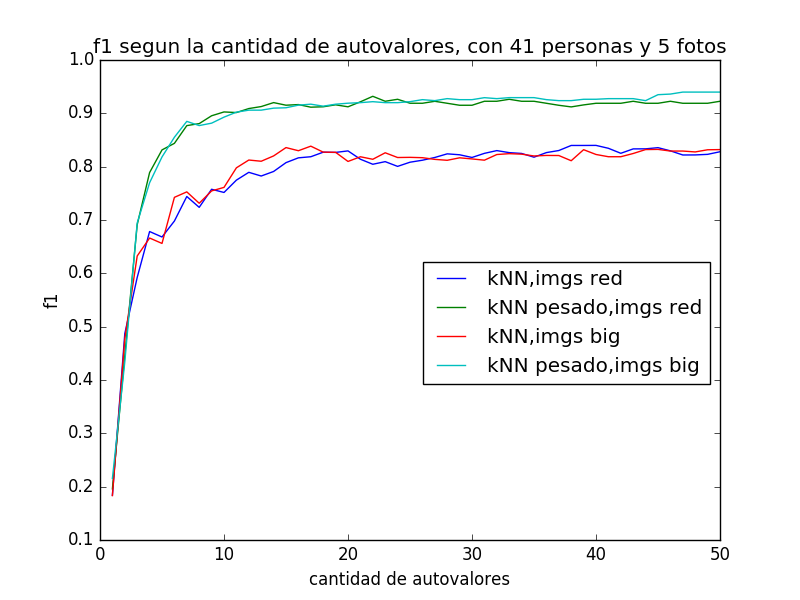 f1 segun la cantidad de autovalores, con 41 personas y 5 fotos
1.0
0.9
0.8
0.7
0.6
0.5
0.4
0.3
0.2
0.1
f1
kNN,imgs red
kNN pesado,imgs red
kNN,imgs big
kNN pesado,imgs big
0 10 20 30 40 50
cantidad de autovalores